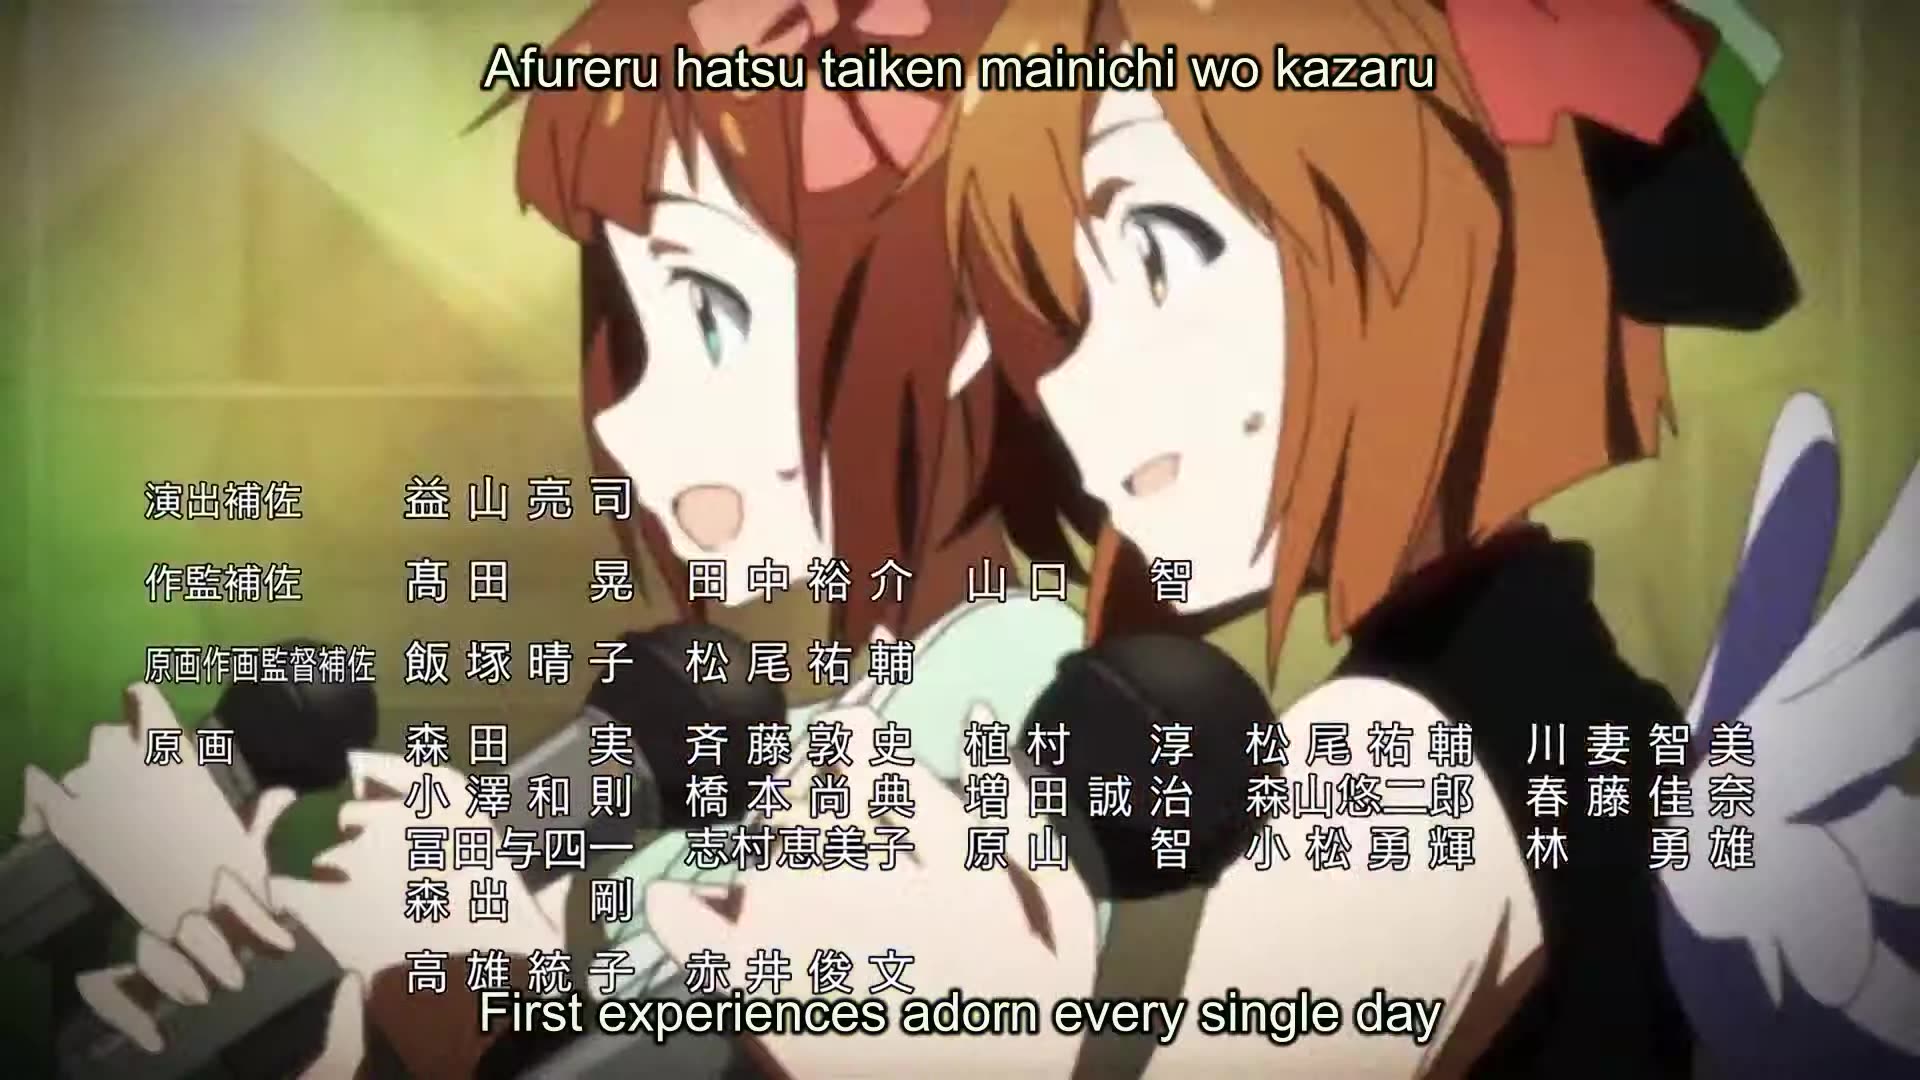 Afureru hatsu taiken mainichi wo kazaru
演出補佐 益山亮司
作監補佐 髙田晃 田中裕介 山口智
原画作画監督補佐 飯塚晴子 松尾祐輔
原画 森田実 斉藤敦史 植村淳 松尾祐輔 川妻智美
小澤和則 橋本尚典 増田誠治 森山悠二郎 春藤佳奈
冨田与四一 志村恵美子 原山智 小松勇輝 林勇雄
森出剛
高雄統子 赤井俊文
First experiences adorn every single day